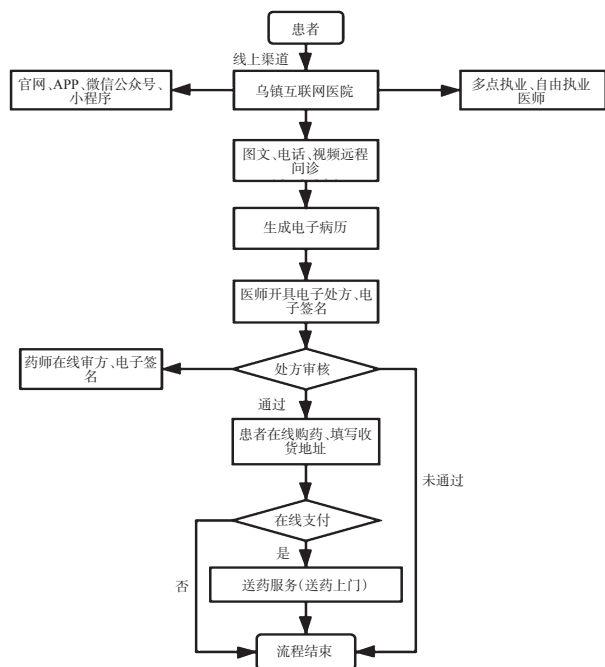 患者
线上渠道
官网、APP、微信公众号、
小程序
乌镇互联网医院
多点执业、自由执业
医师
图文、电话、视频远程
问诊
生成电子病历
医师开具电子处方、电
子签名
药师在线审方、电子签
名
处方审核
通过
患者在线购药、填写收
货地址
未通过
在线支付
是
否
送药服务(送药上门)
流程结束